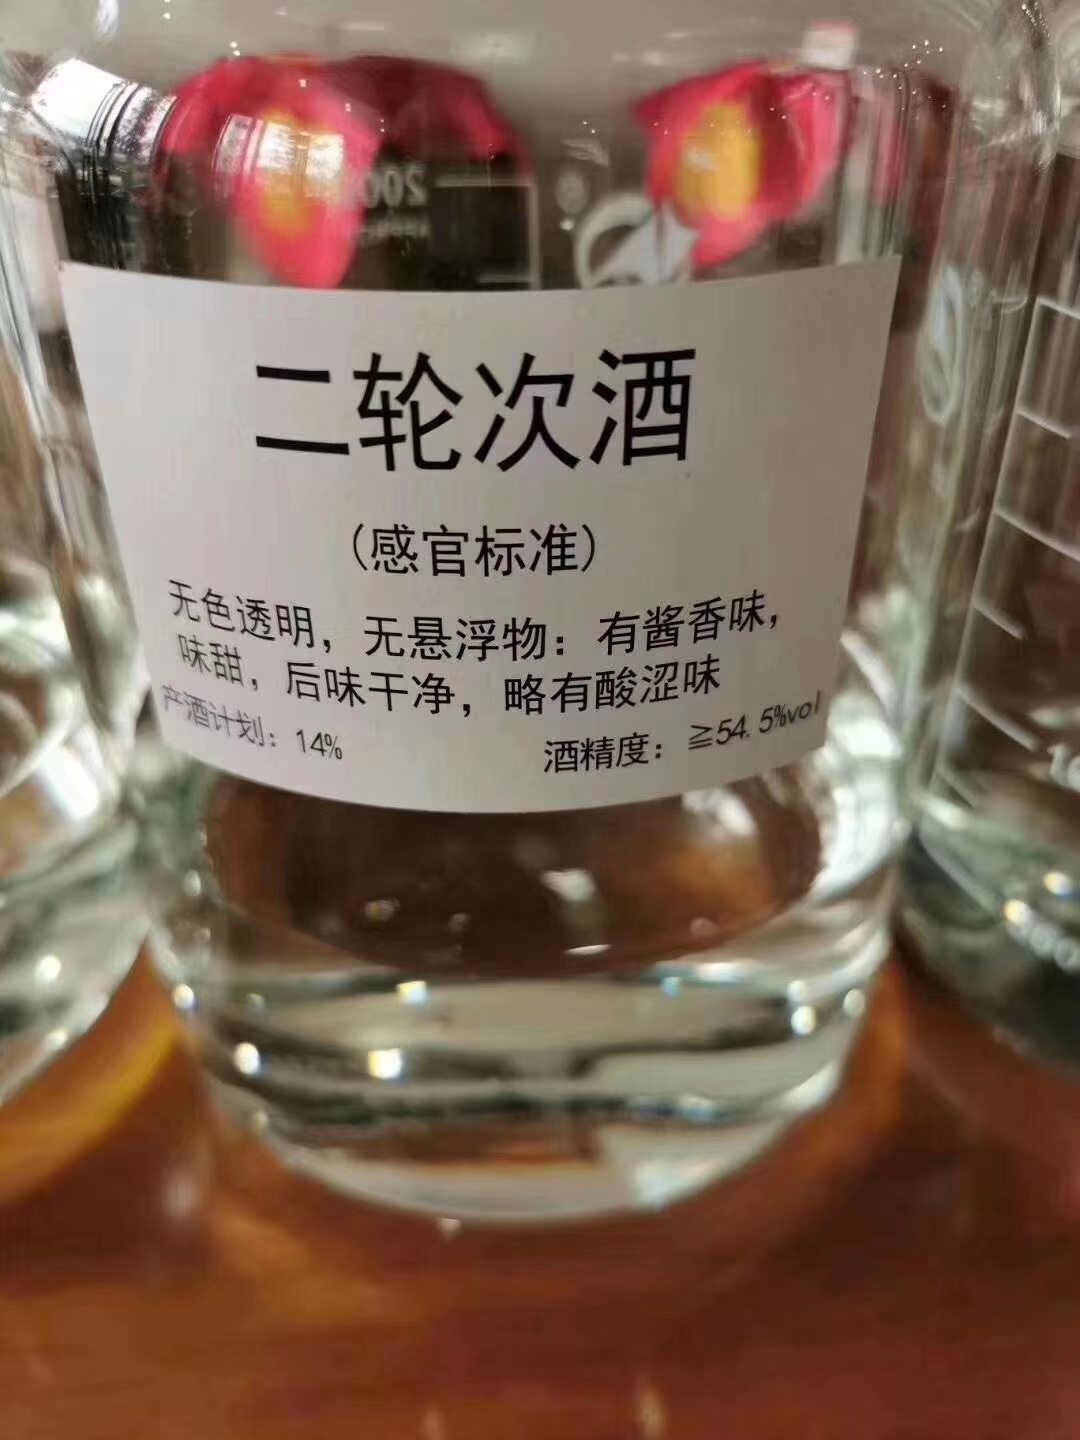 二轮次酒
(感官标准)
无色透明，无悬浮物：有酱香味，
味甜，后味干净，略有酸涩味
产酒计划：14%
酒精度：≧54.5%vol